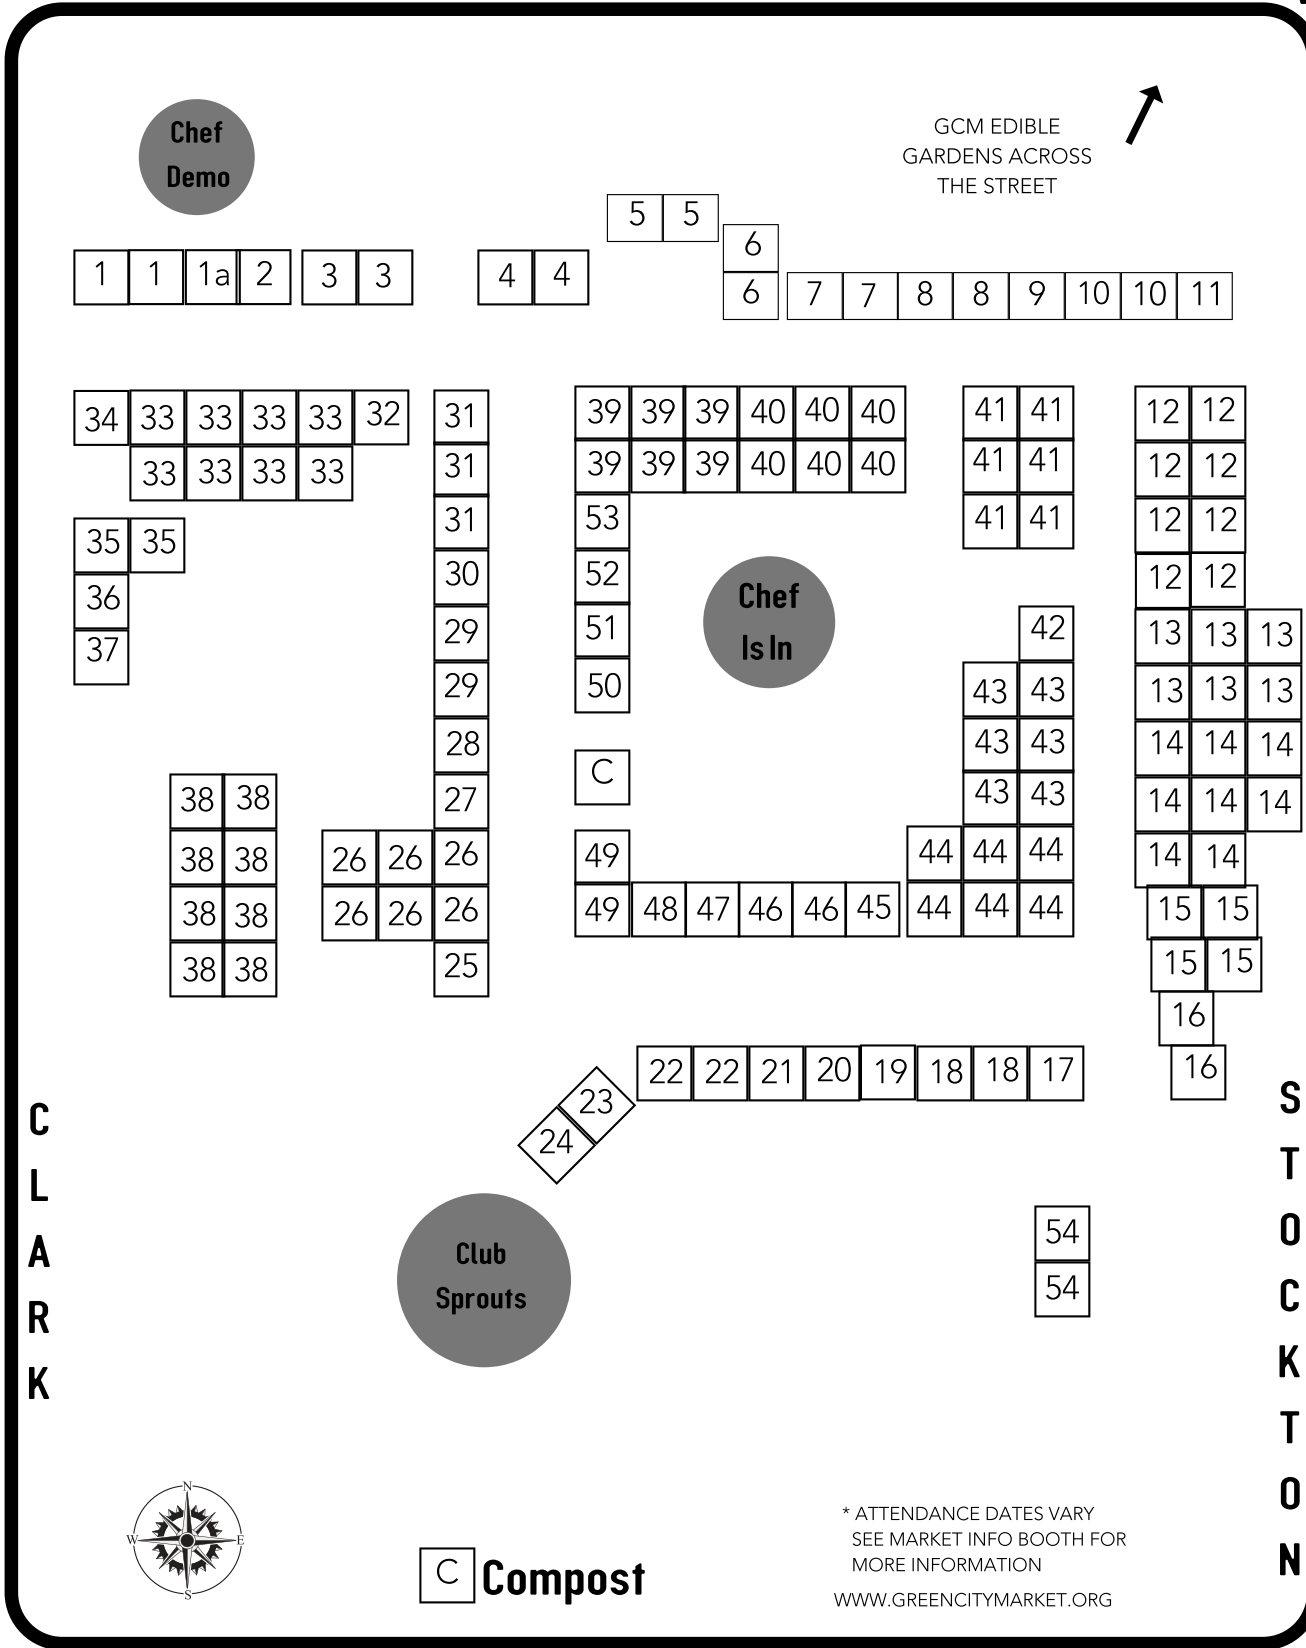 Chef
Demo
GCM EDIBLE
GARDENS ACROSS
THE STREET
5 5
6
1 1 1a 2 3 3 4 4
6 7 7 8 8 9 10 10 11
34 33 33 33 33 32 31 39 39 39 40 40 40 41 41 12 12
33 33 33 33 31 39 39 39 40 40 40 41 41 12 12
35 35 31 53 41 41 12 12
36 30 52 12 12
Chef
Is In
37 29 51 42 13 13 13
29 50 43 43 13 13 13
28 C 43 43 14 14 14
38 38 27 43 43 14 14 14
38 38 26 26 26 49 44 44 44 14 14
38 38 26 26 26 49 48 47 46 46 45 44 44 44 15 15
38 38 25 15 15
16
22 22 21 20 19 18 18 17 16
23
24
CLARK
STOCKTON
54
54
Club
Sprouts
N
W E
S
C Compost
* ATTENDANCE DATES VARY
SEE MARKET INFO BOOTH FOR
MORE INFORMATION
WWW.GREENCITYMARKET.ORG